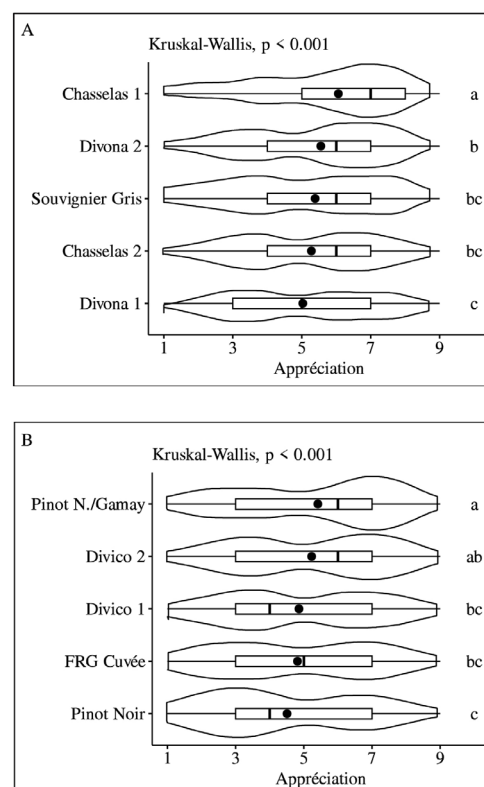 A
Kruskal-Wallis, p < 0.001
Chasselas 1 a
Divona 2 b
Souvignier Gris bc
Chasselas 2 bc
Divona 1 c
1 3 5 7 9
Appréciation
B
Kruskal-Wallis, p < 0.001
Pinot N./Gamay a
Divico 2 ab
Divico 1 bc
FRG Cuvée bc
Pinot Noir c
1 3 5 7 9
Appréciation